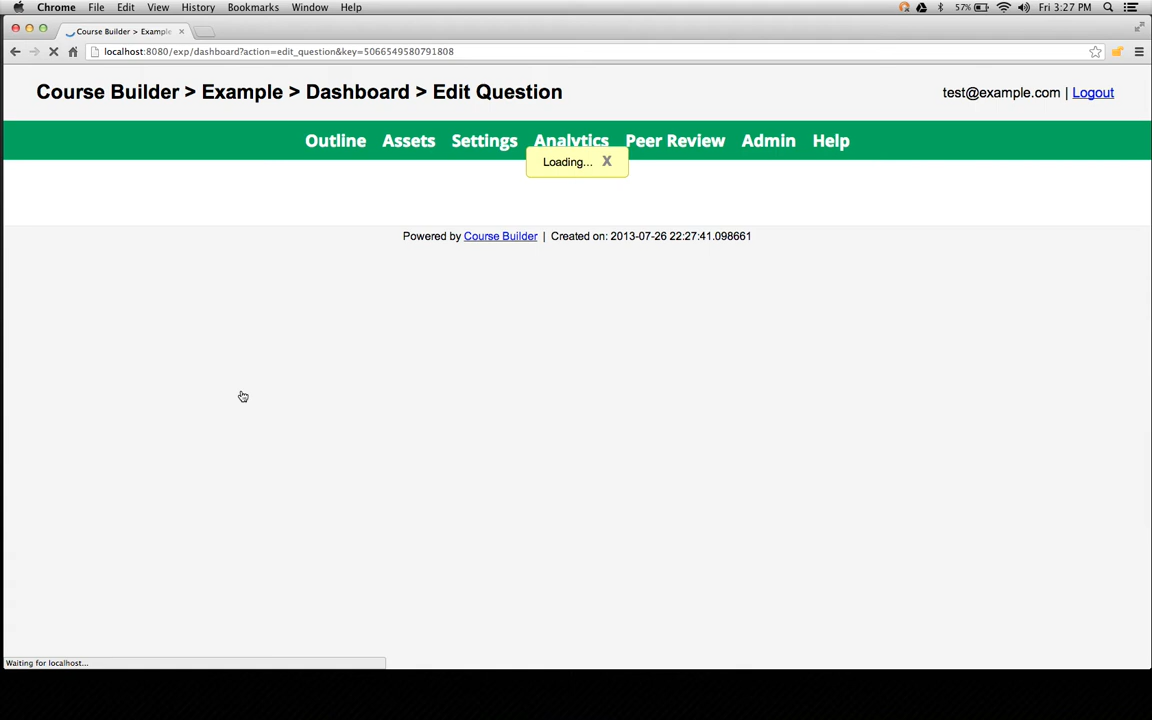 Chrome File Edit View History Bookmarks Window Help 57% Fri 3:27 PM
Course Builder > Example
localhost:8080/exp/dashboard?action=edit_question&key=5066549580791808
Course Builder > Example > Dashboard > Edit Question test@example.com | Logout
Outline Assets Settings Analytics Peer Review Admin Help
Loading... X
Powered by Course Builder | Created on: 2013-07-26 22:27:41.098661
Waiting for localhost...